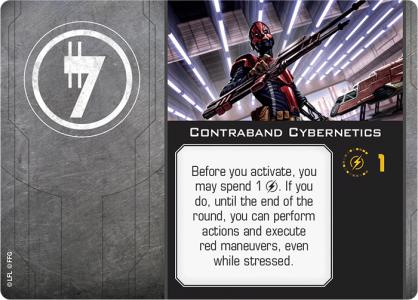 Contraband Cybernetics
Before you activate, you
may spend 1 . If you
do, until the end of the
round, you can perform
actions and execute
red maneuvers, even
while stressed.
1
© LFL © FFG